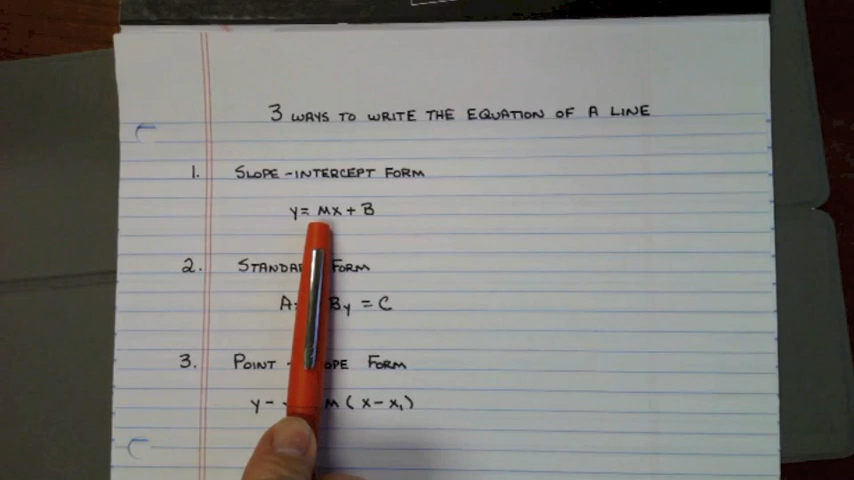 3 WAYS TO WRITE THE EQUATION OF A LINE
1. SLOPE-INTERCEPT FORM
y = MX + B
2. STANDA FORM
A By = C
3. POINT - OPE FORM
y - M (X - X₁)